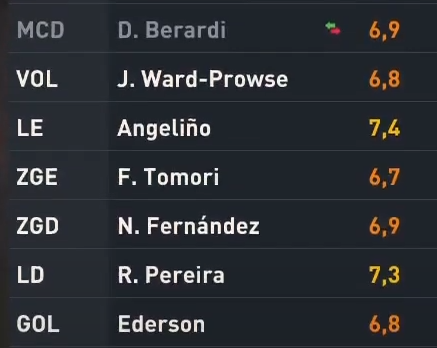 MCD D. Berardi 6,9
VOL J. Ward-Prowse 6,8
LE Angeliño 7,4
ZGE F. Tomori 6,7
ZGD N. Fernández 6,9
LD R. Pereira 7,3
GOL Ederson 6,8